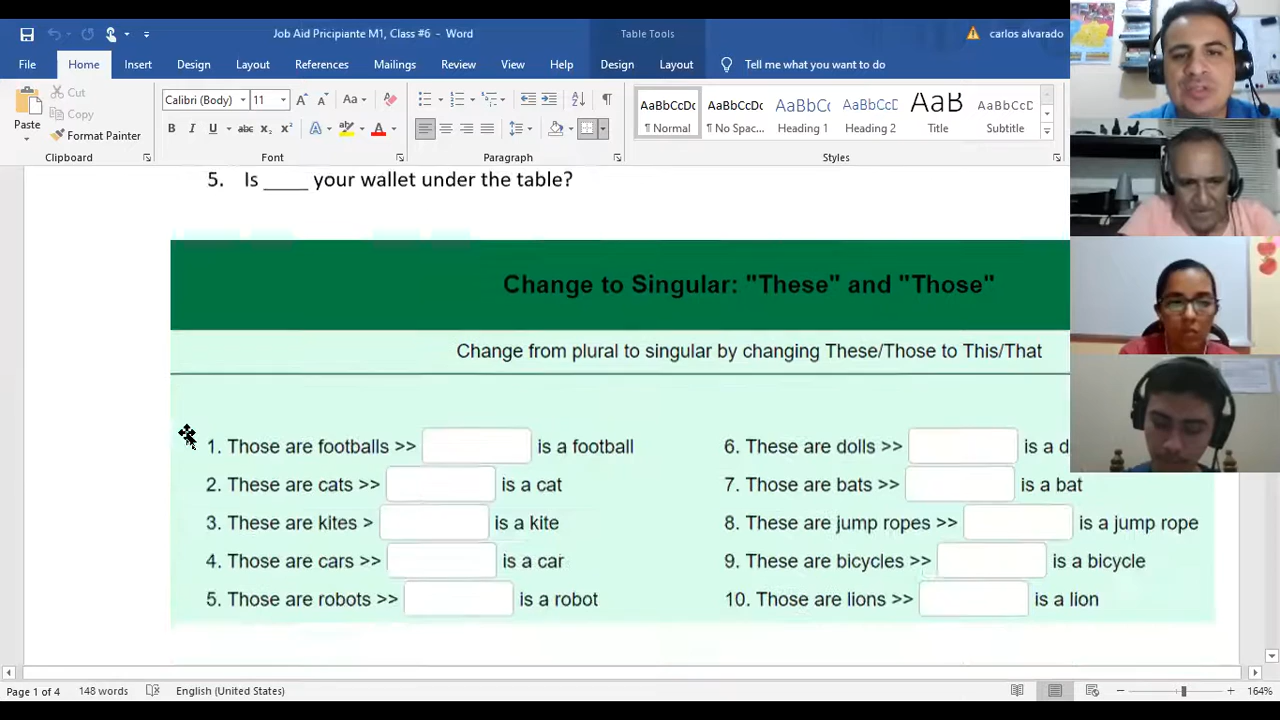 Job Aid Pricipiante M1, Class #6 - Word
Table Tools
carlos alvarado
File Home Insert Design Layout References Mailings Review View Help Design Layout Tell me what you want to do
Paste
Cut
Copy
Format Painter
Clipboard
Calibri (Body) 11
Font
Paragraph
AaBbCcDc AaBbCcDc AaBbCc AaBbCcD AaB AaBbCcD
¶ Normal ¶ No Spac... Heading 1 Heading 2 Title Subtitle
Styles
5. Is ____ your wallet under the table?
Change to Singular: "These" and "Those"
Change from plural to singular by changing These/Those to This/That
1. Those are footballs >> is a football
2. These are cats >> is a cat
3. These are kites > is a kite
4. Those are cars >> is a car
5. Those are robots >> is a robot
6. These are dolls >> is a d
7. Those are bats >> is a bat
8. These are jump ropes >> is a jump rope
9. These are bicycles >> is a bicycle
10. Those are lions >> is a lion
Page 1 of 4 148 words English (United States) 164%